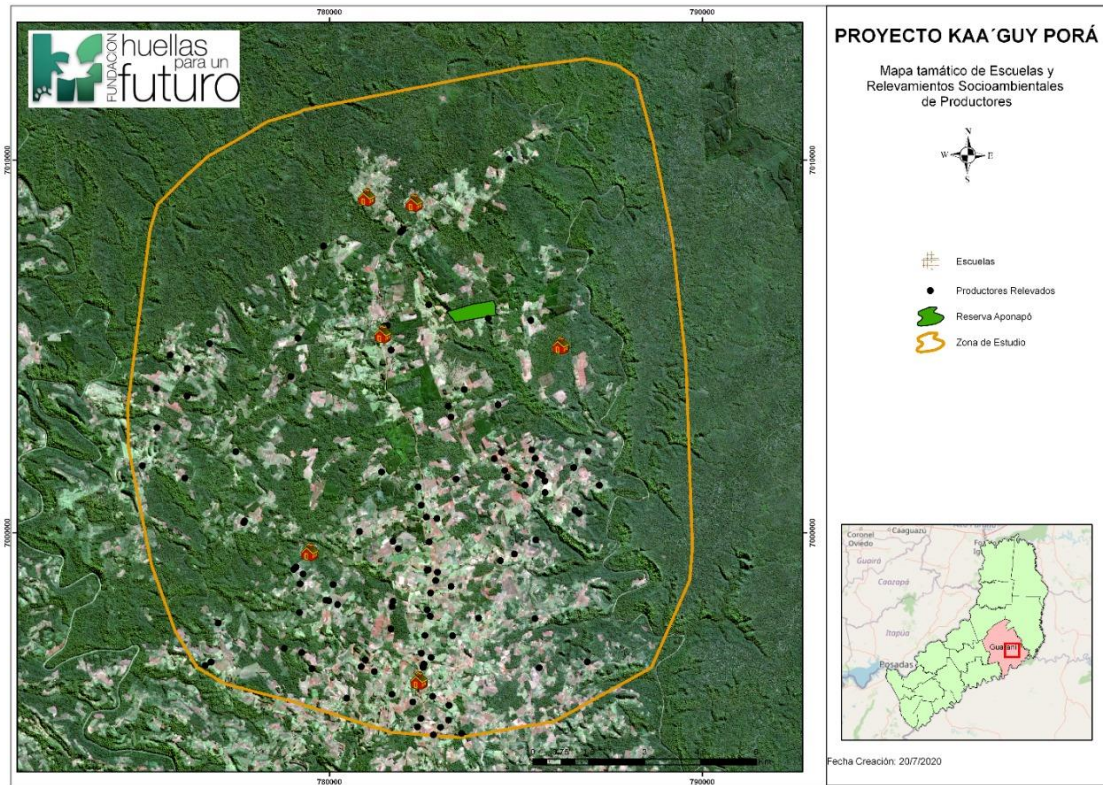 780000
790000
FUNDACION
huellas
para un
futuro
7010000
7010000
7000000
7000000
780000
790000
PROYECTO KAA´GUY PORÁ
Mapa tamático de Escuelas y
Relevamientos Socioambientales
de Productores
N
W
E
S
Escuelas
Productores Relevados
Reserva Aponapó
Zona de Estudio
Coronel
Oviedo
Caaguazú
Guairá
Caazapá
Itapúa
Posadas
Guaraní
Fecha Creación: 20/7/2020